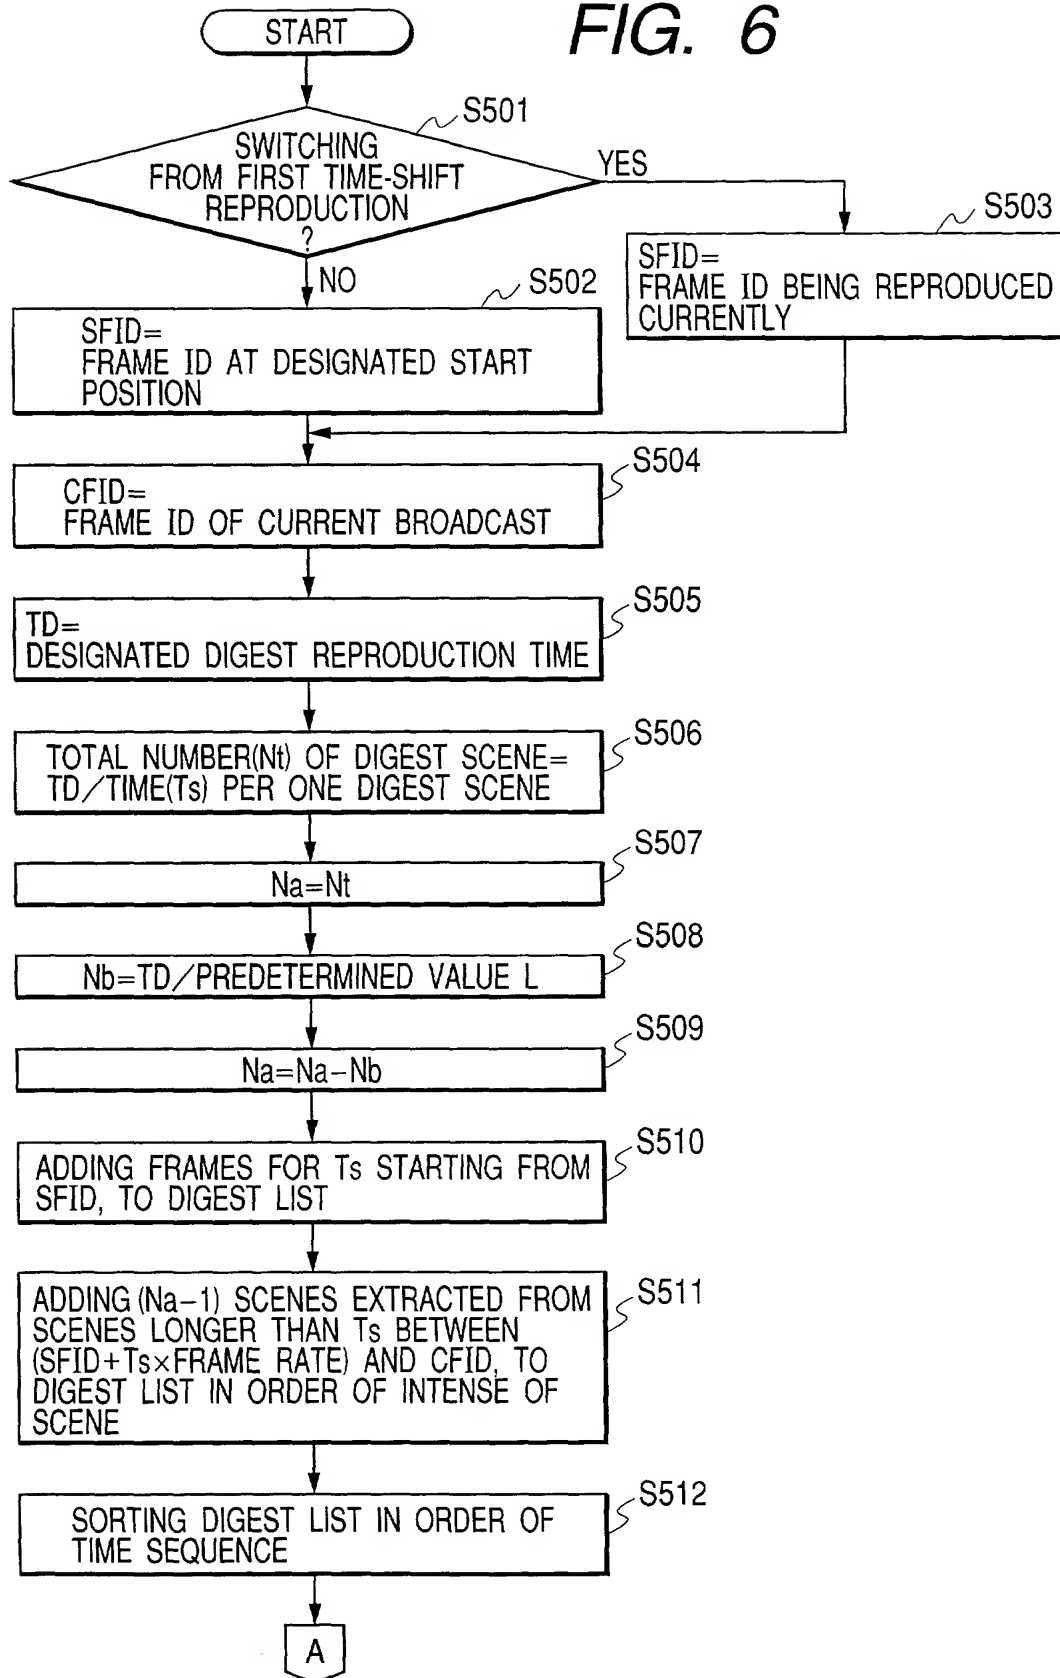 FIG. 6
START
S501
SWITCHING
FROM FIRST TIME-SHIFT
REPRODUCTION
?
YES
NO
S503
SFID=
FRAME ID BEING REPRODUCED
CURRENTLY
S502
SFID=
FRAME ID AT DESIGNATED START
POSITION
S504
CFID=
FRAME ID OF CURRENT BROADCAST
S505
TD=
DESIGNATED DIGEST REPRODUCTION TIME
S506
TOTAL NUMBER(Nt) OF DIGEST SCENE=
TD/TIME(Ts) PER ONE DIGEST SCENE
S507
Na=Nt
S508
Nb=TD/PREDETERMINED VALUE L
S509
Na=Na-Nb
S510
ADDING FRAMES FOR Ts STARTING FROM
SFID, TO DIGEST LIST
S511
ADDING (Na-1) SCENES EXTRACTED FROM
SCENES LONGER THAN Ts BETWEEN
(SFID+Ts×FRAME RATE) AND CFID, TO
DIGEST LIST IN ORDER OF INTENSE OF
SCENE
S512
SORTING DIGEST LIST IN ORDER OF
TIME SEQUENCE
A